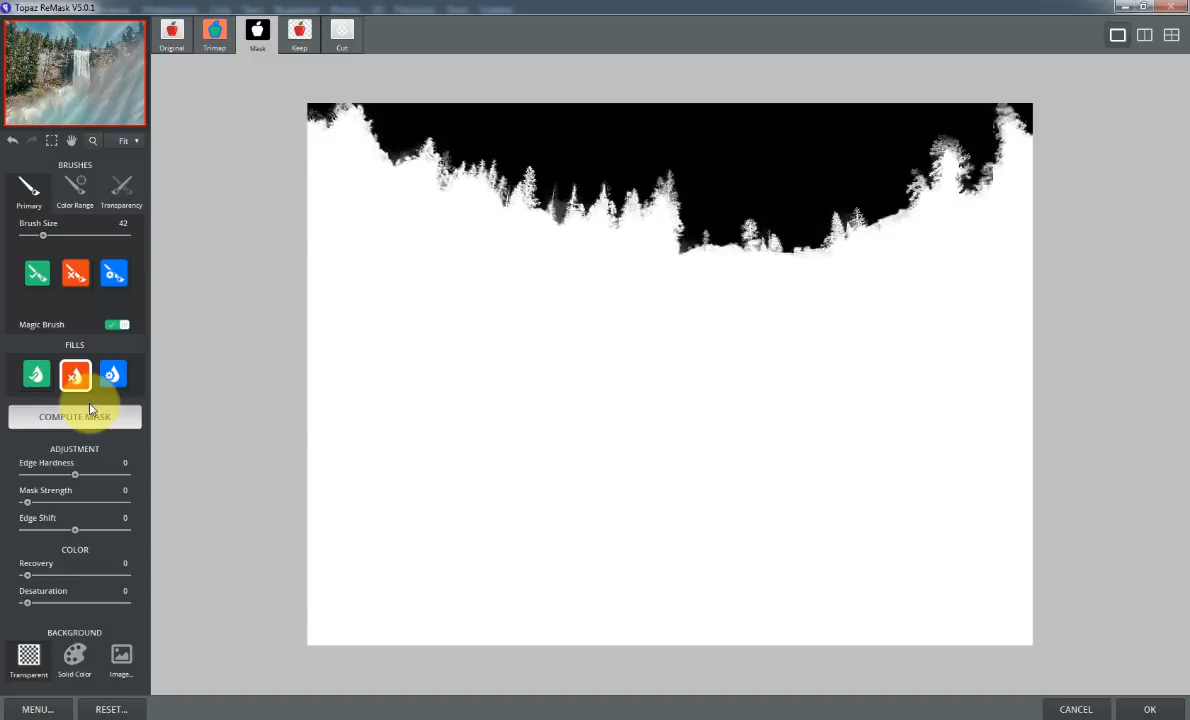 Topaz ReMask V5.0.1
Original
Trimap
Mask
Keep
Cut
Fit
BRUSHES
Primary
Color Range
Transparency
Brush Size 42
Magic Brush
FILLS
COMPUTE MASK
ADJUSTMENT
Edge Hardness 0
Mask Strength 0
Edge Shift 0
COLOR
Recovery 0
Desaturation 0
BACKGROUND
Transparent
Solid Color
Image...
MENU...
RESET...
CANCEL
OK